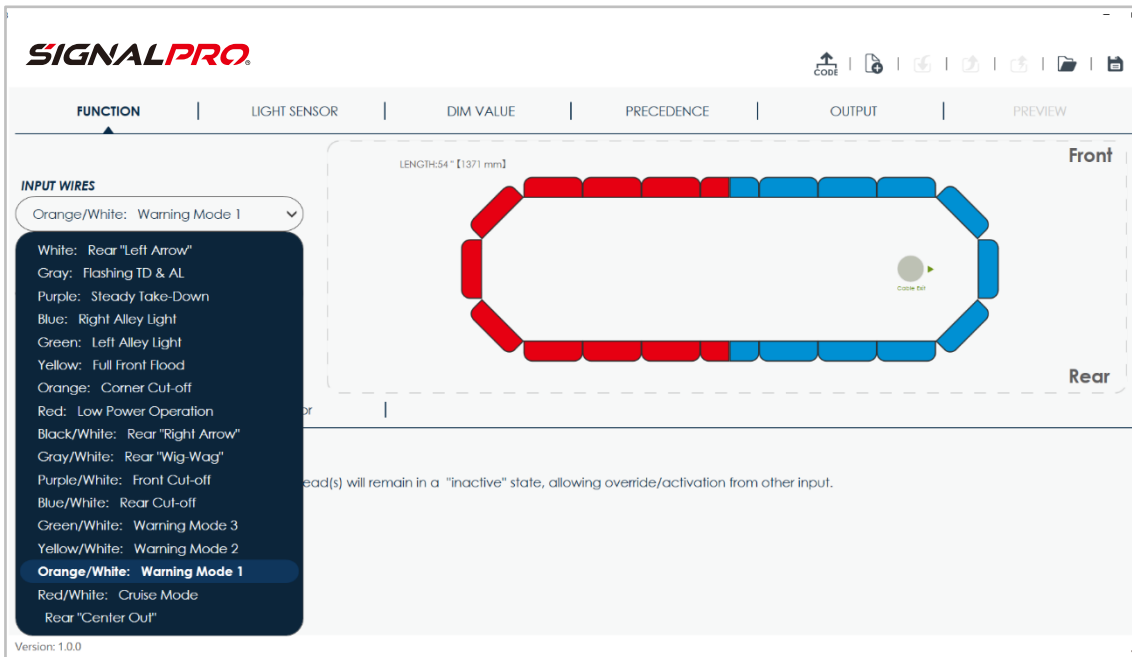 SIGNALPRO®
CODE
FUNCTION
LIGHT SENSOR
DIM VALUE
PRECEDENCE
OUTPUT
PREVIEW
INPUT WIRES
Orange/White: Warning Mode 1
White: Rear "Left Arrow"
Gray: Flashing TD & AL
Purple: Steady Take-Down
Blue: Right Alley Light
Green: Left Alley Light
Yellow: Full Front Flood
Orange: Corner Cut-off
Red: Low Power Operation
Black/White: Rear "Right Arrow"
Gray/White: Rear "Wig-Wag"
Purple/White: Front Cut-off
Blue/White: Rear Cut-off
Green/White: Warning Mode 3
Yellow/White: Warning Mode 2
Orange/White: Warning Mode 1
Red/White: Cruise Mode
Rear "Center Out"
LENGTH:54"【1371 mm】
Front
Cable Exit
Rear
or
ead(s) will remain in a "inactive" state, allowing override/activation from other input.
Version: 1.0.0